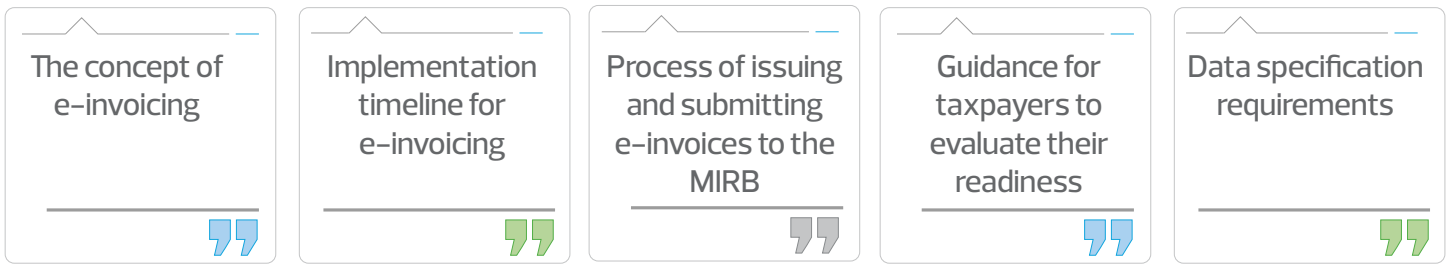 The concept of
e-invoicing
Implementation
timeline for
e-invoicing
Process of issuing
and submitting
e-invoices to the
MIRB
Guidance for
taxpayers to
evaluate their
readiness
Data specification
requirements